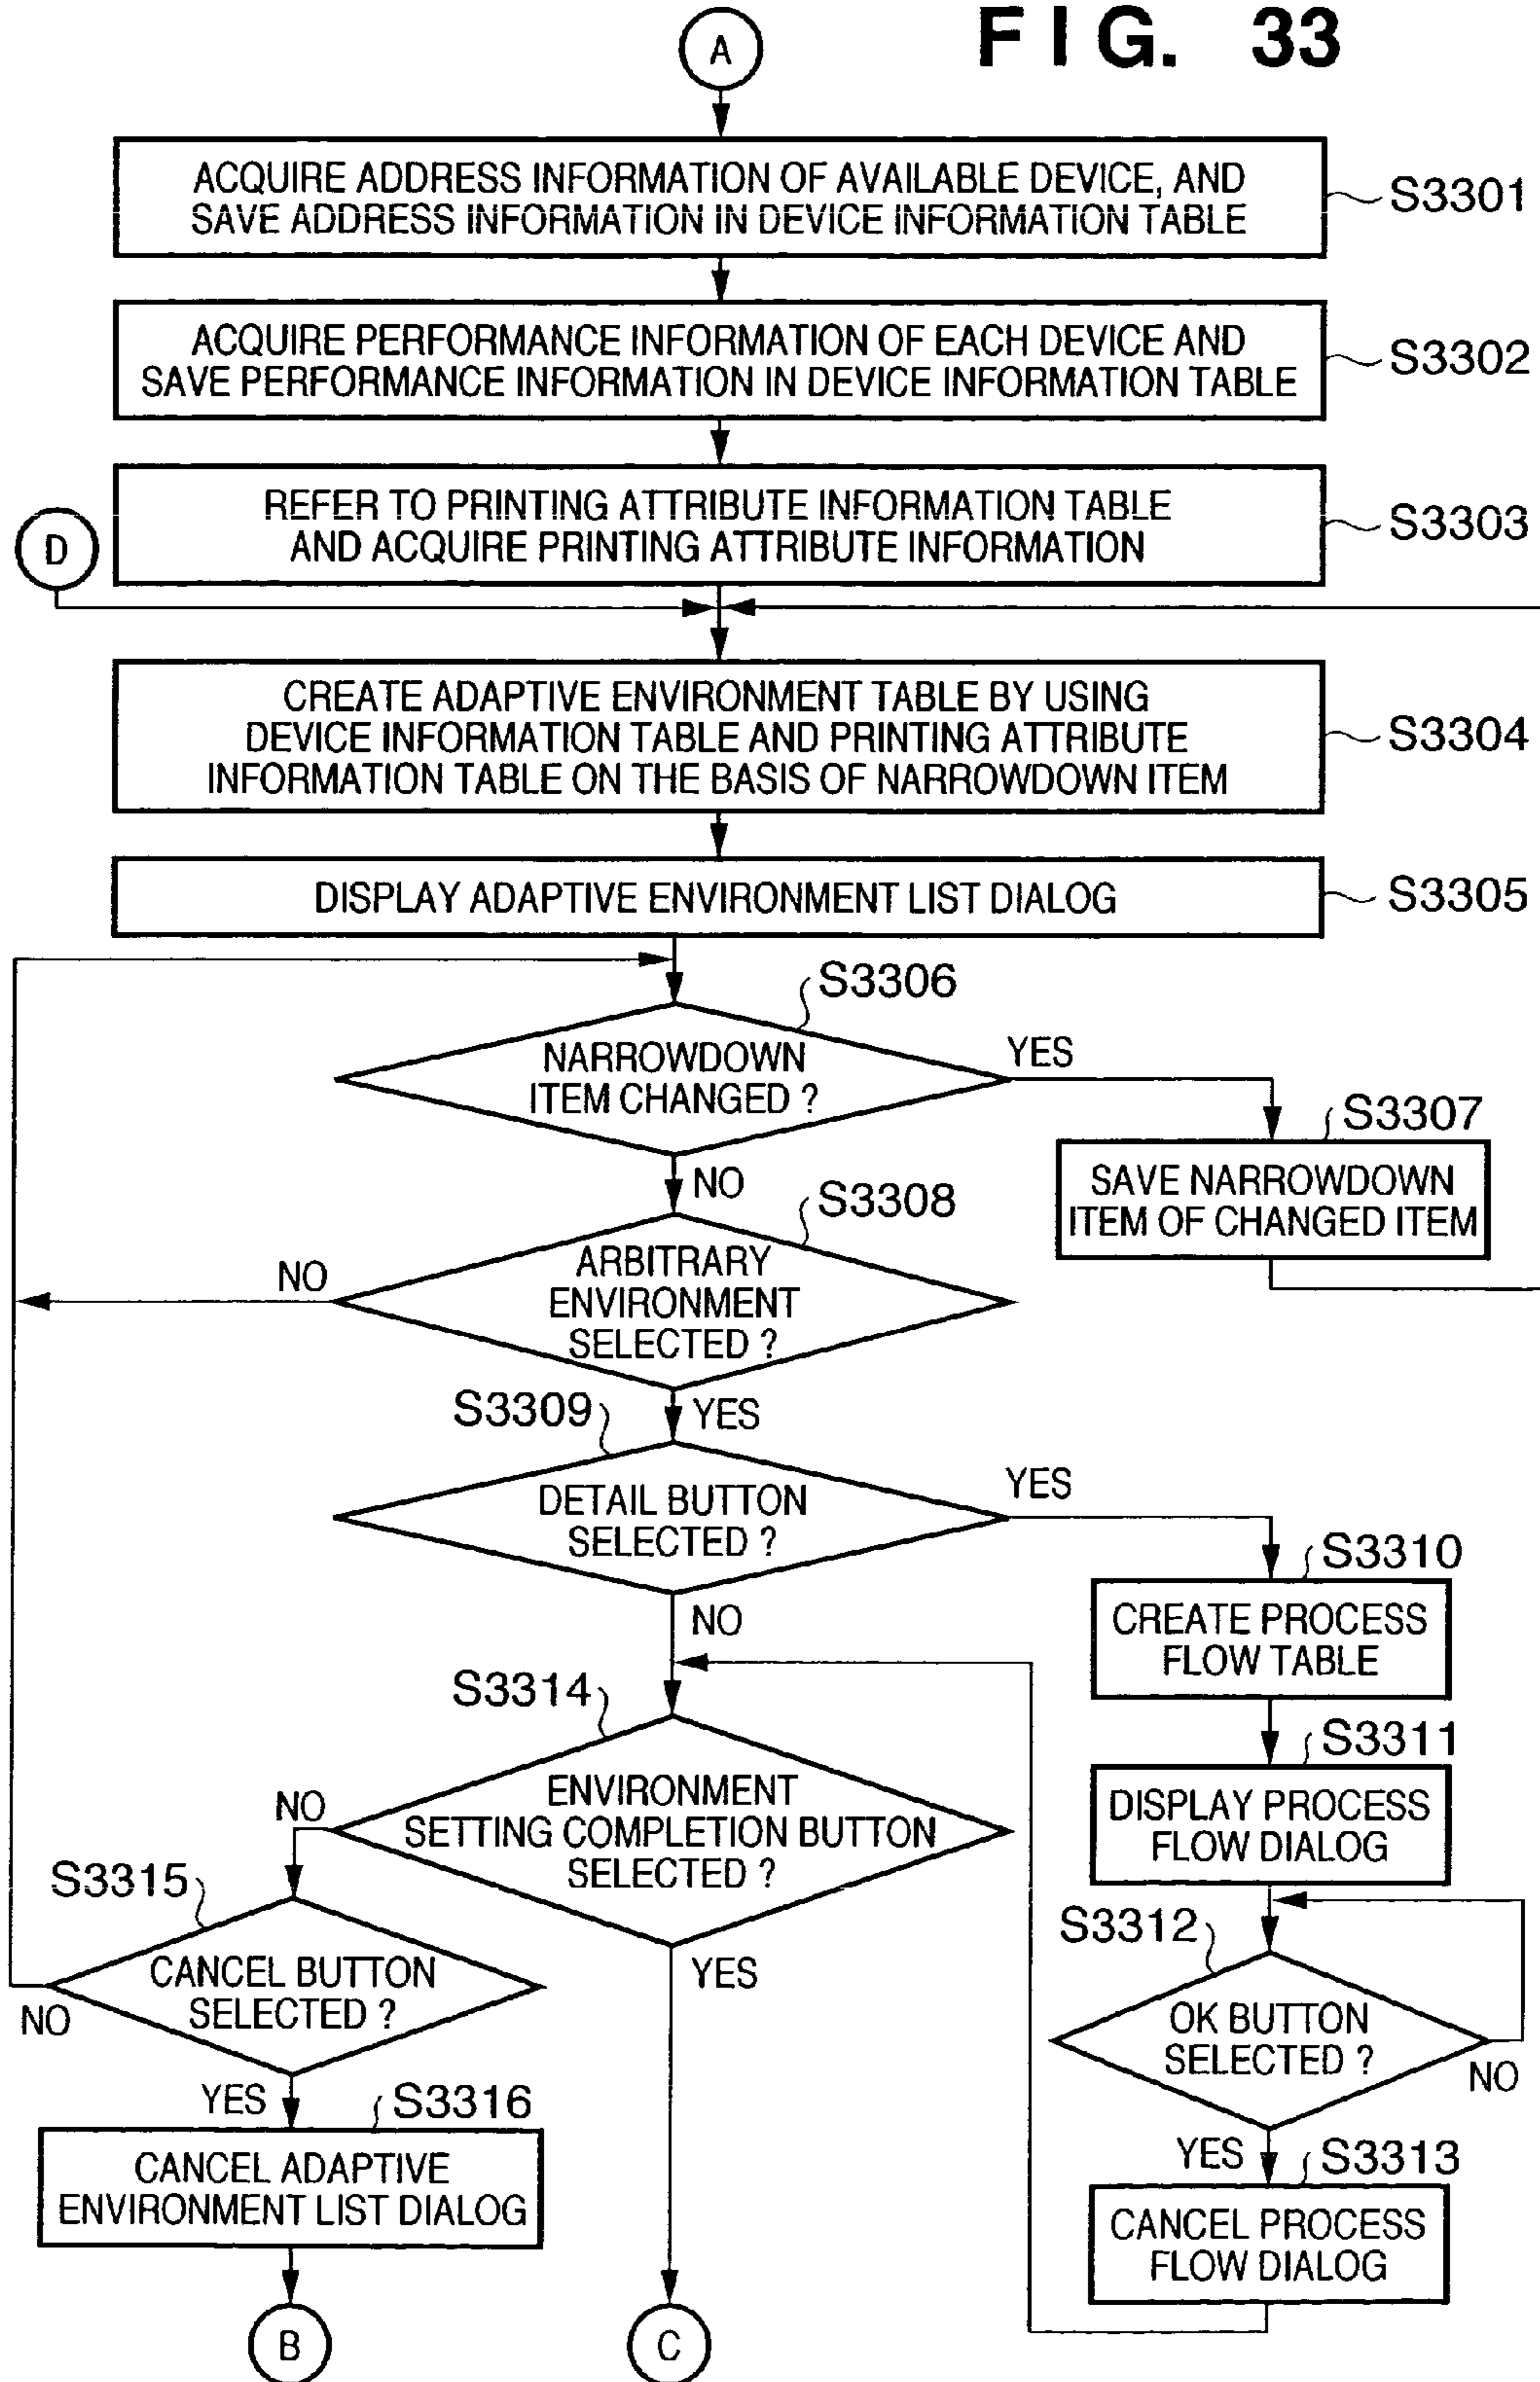 FIG. 33
A
ACQUIRE ADDRESS INFORMATION OF AVAILABLE DEVICE, AND
SAVE ADDRESS INFORMATION IN DEVICE INFORMATION TABLE
S3301
ACQUIRE PERFORMANCE INFORMATION OF EACH DEVICE AND
SAVE PERFORMANCE INFORMATION IN DEVICE INFORMATION TABLE
S3302
REFER TO PRINTING ATTRIBUTE INFORMATION TABLE
AND ACQUIRE PRINTING ATTRIBUTE INFORMATION
S3303
D
CREATE ADAPTIVE ENVIRONMENT TABLE BY USING
DEVICE INFORMATION TABLE AND PRINTING ATTRIBUTE
INFORMATION TABLE ON THE BASIS OF NARROWDOWN ITEM
S3304
DISPLAY ADAPTIVE ENVIRONMENT LIST DIALOG
S3305
S3306
NARROWDOWN
ITEM CHANGED ?
YES
NO
S3307
SAVE NARROWDOWN
ITEM OF CHANGED ITEM
S3308
ARBITRARY
ENVIRONMENT
SELECTED ?
NO
YES
S3309
DETAIL BUTTON
SELECTED ?
YES
NO
S3310
CREATE PROCESS
FLOW TABLE
S3311
DISPLAY PROCESS
FLOW DIALOG
S3312
OK BUTTON
SELECTED ?
NO
YES
S3313
CANCEL PROCESS
FLOW DIALOG
S3314
ENVIRONMENT
SETTING COMPLETION BUTTON
SELECTED ?
NO
YES
S3315
CANCEL BUTTON
SELECTED ?
NO
YES
S3316
CANCEL ADAPTIVE
ENVIRONMENT LIST DIALOG
B
C